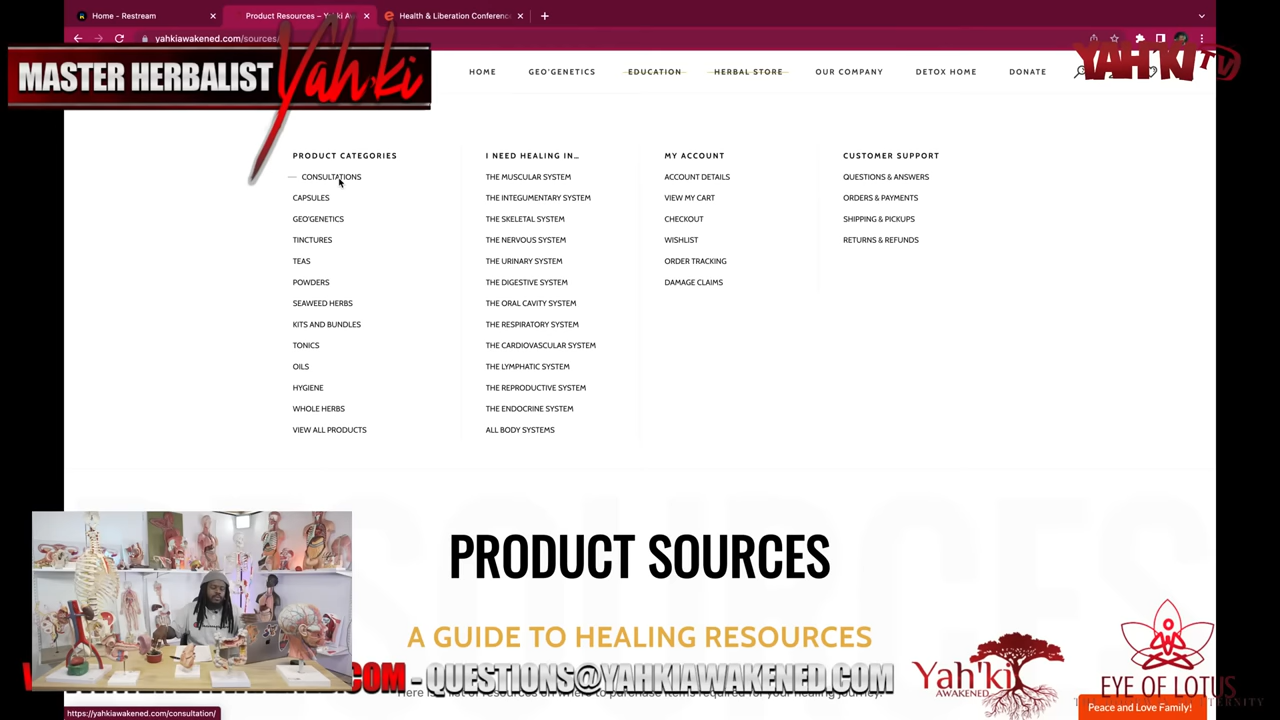 Home - Restream
Product Resources – Yah'ki Aw
Health & Liberation Conference
yahkiawakened.com/sources/
MASTER HERBALIST Yah'ki
HOME GEO'GENETICS EDUCATION HERBAL STORE OUR COMPANY DETOX HOME DONATE
YAH'KI TV
PRODUCT CATEGORIES
CONSULTATIONS
CAPSULES
GEO'GENETICS
TINCTURES
TEAS
POWDERS
SEAWEED HERBS
KITS AND BUNDLES
TONICS
OILS
HYGIENE
WHOLE HERBS
VIEW ALL PRODUCTS
I NEED HEALING IN...
THE MUSCULAR SYSTEM
THE INTEGUMENTARY SYSTEM
THE SKELETAL SYSTEM
THE NERVOUS SYSTEM
THE URINARY SYSTEM
THE DIGESTIVE SYSTEM
THE ORAL CAVITY SYSTEM
THE RESPIRATORY SYSTEM
THE CARDIOVASCULAR SYSTEM
THE LYMPHATIC SYSTEM
THE REPRODUCTIVE SYSTEM
THE ENDOCRINE SYSTEM
ALL BODY SYSTEMS
MY ACCOUNT
ACCOUNT DETAILS
VIEW MY CART
CHECKOUT
WISHLIST
ORDER TRACKING
DAMAGE CLAIMS
CUSTOMER SUPPORT
QUESTIONS & ANSWERS
ORDERS & PAYMENTS
SHIPPING & PICKUPS
RETURNS & REFUNDS
PRODUCT SOURCES
A GUIDE TO HEALING RESOURCES
.COM - QUESTIONS@YAHKIAWAKENED.COM
Yah'ki
AWAKENED
EYE OF LOTUS
Peace and Love Family!
https://yahkiawakened.com/consultation/